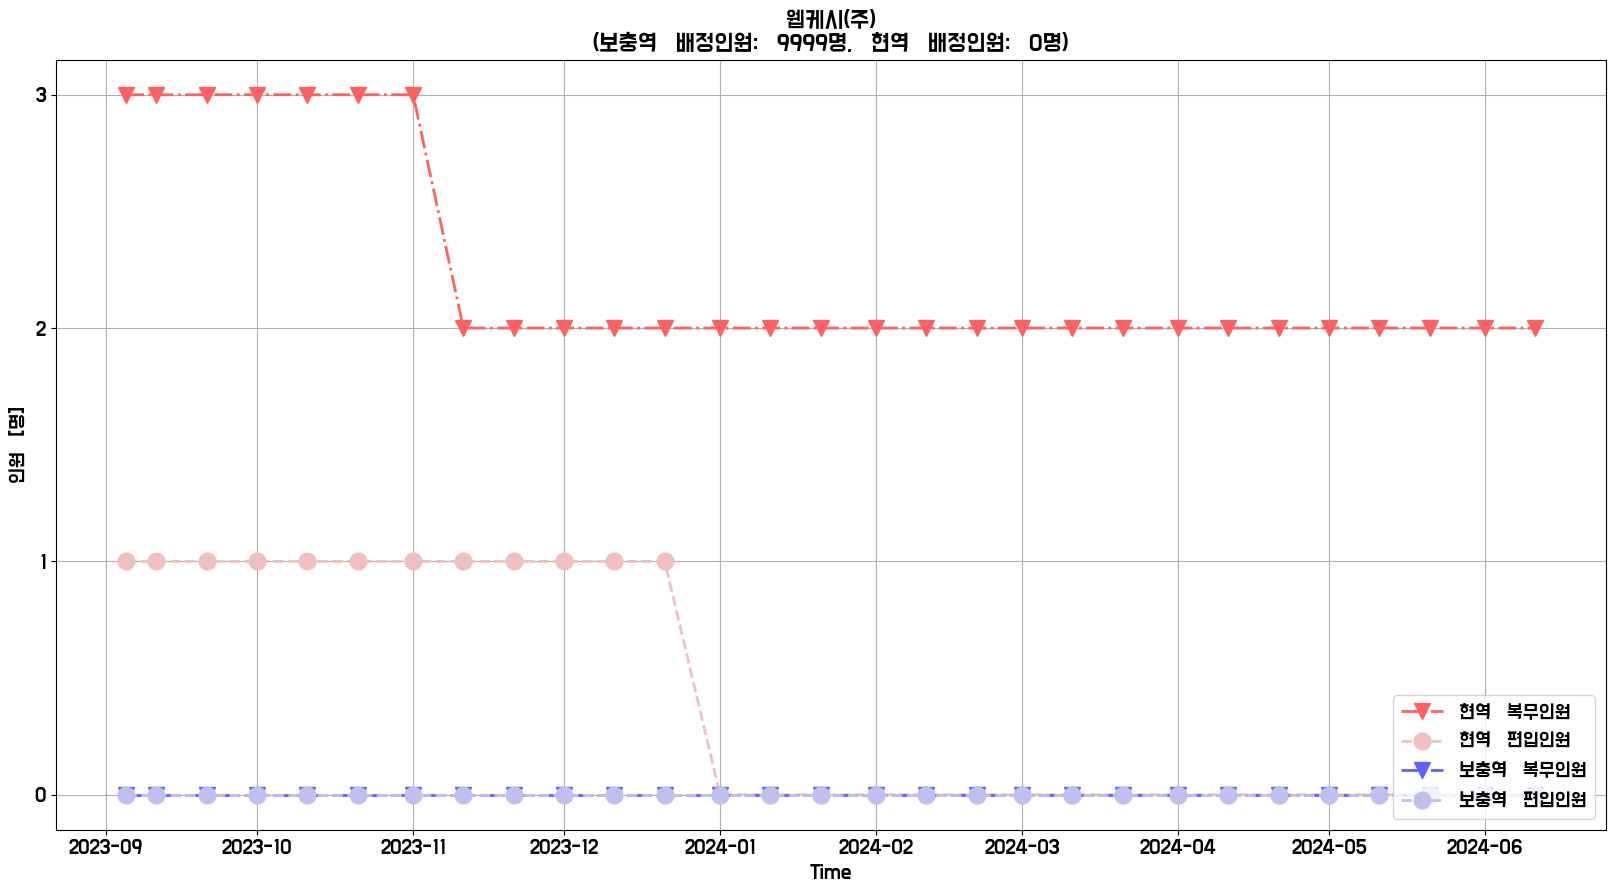 웹케시(주)
(보충역 배정인원: 9999명, 현역 배정인원: 0명)
3
2
1
0
인원 [명]
2023-09 2023-10 2023-11 2023-12 2024-01 2024-02 2024-03 2024-04 2024-05 2024-06
Time
현역 복무인원
현역 편입인원
보충역 복무인원
보충역 편입인원